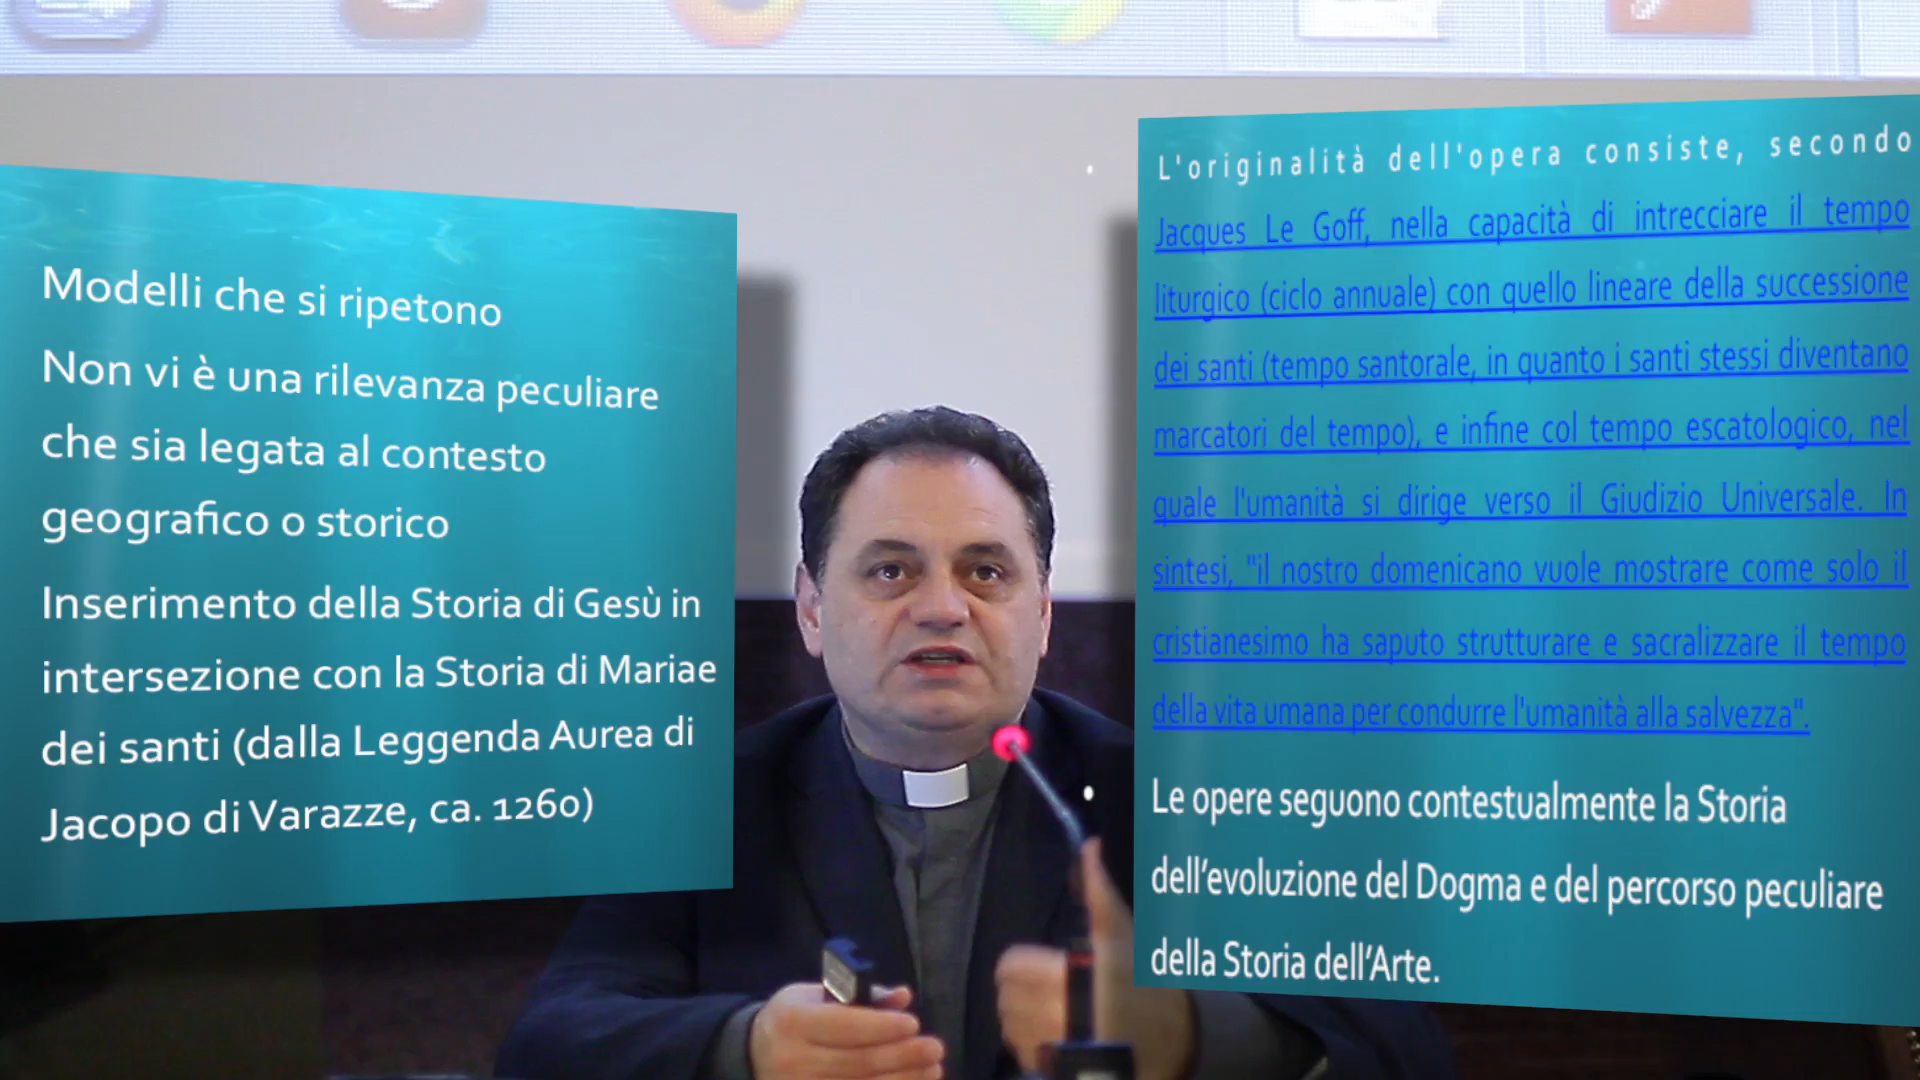 Modelli che si ripetono
Non vi è una rilevanza peculiare
che sia legata al contesto
geografico o storico
Inserimento della Storia di Gesù in
intersezione con la Storia di Mariae
dei santi (dalla Leggenda Aurea di
Jacopo di Varazze, ca. 1260)
L'originalità dell'opera consiste, secondo
Jacques Le Goff, nella capacità di intrecciare il tempo
liturgico (ciclo annuale) con quello lineare della successione
dei santi (tempo santorale, in quanto i santi stessi diventano
marcatori del tempo), e infine col tempo escatologico, nel
quale l'umanità si dirige verso il Giudizio Universale. In
sintesi, "il nostro domenicano vuole mostrare come solo il
cristianesimo ha saputo strutturare e sacralizzare il tempo
della vita umana per condurre l'umanità alla salvezza".
Le opere seguono contestualmente la Storia
dell’evoluzione del Dogma e del percorso peculiare
della Storia dell’Arte.